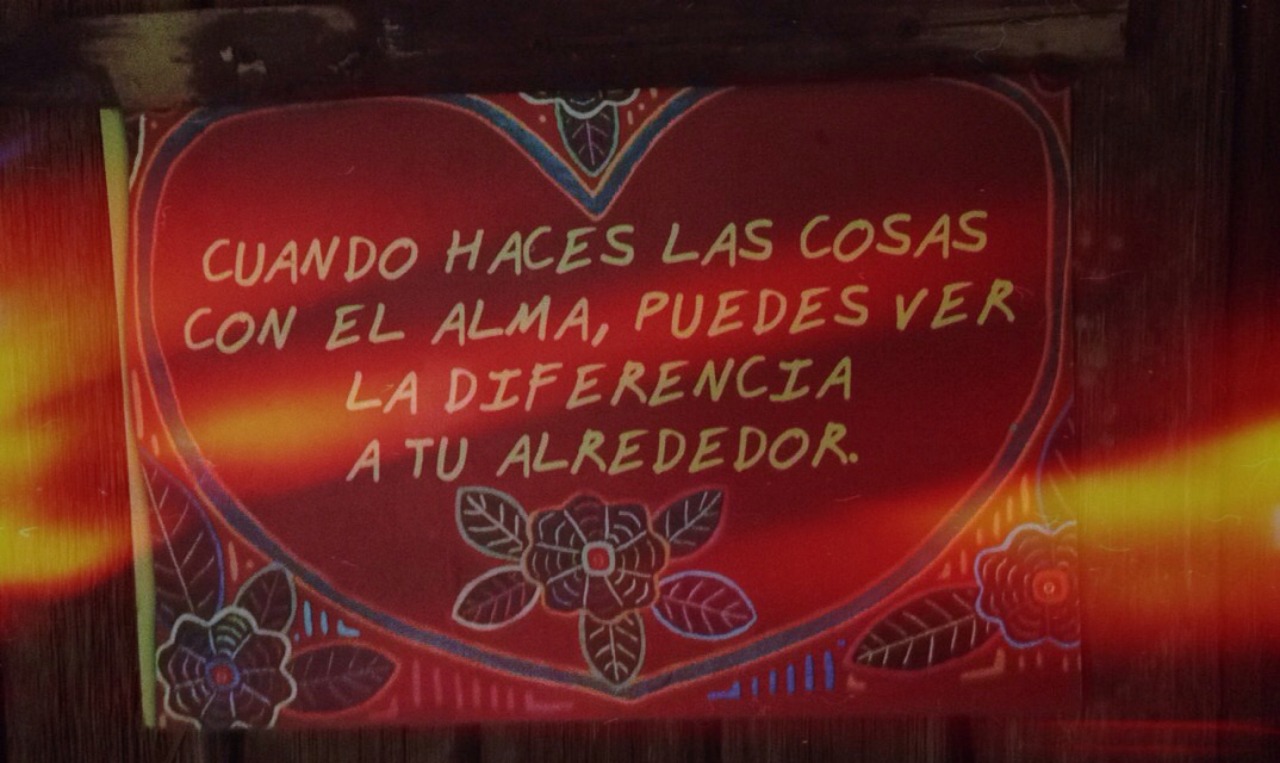 CUANDO HACES LAS COSAS
CON EL ALMA, PUEDES VER
LA DIFERENCIA
A TU ALREDEDOR.